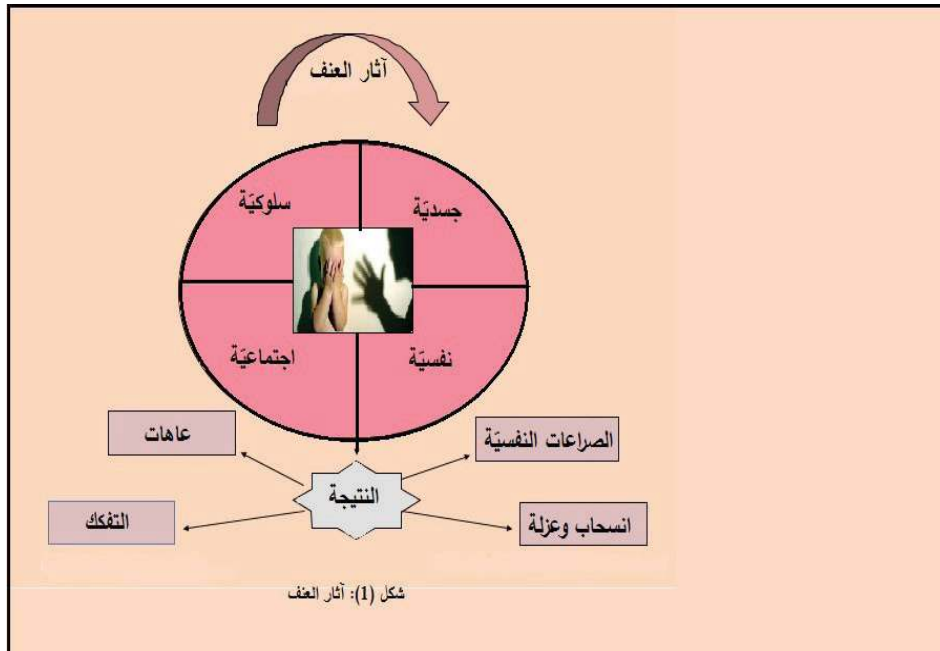 آثار العنف
جسديّة
سلوكيّة
نفسيّة
اجتماعيّة
الصراعات النفسيّة
عاهات
النتيجة
انسحاب وعزلة
التفكك
شكل (1): آثار العنف